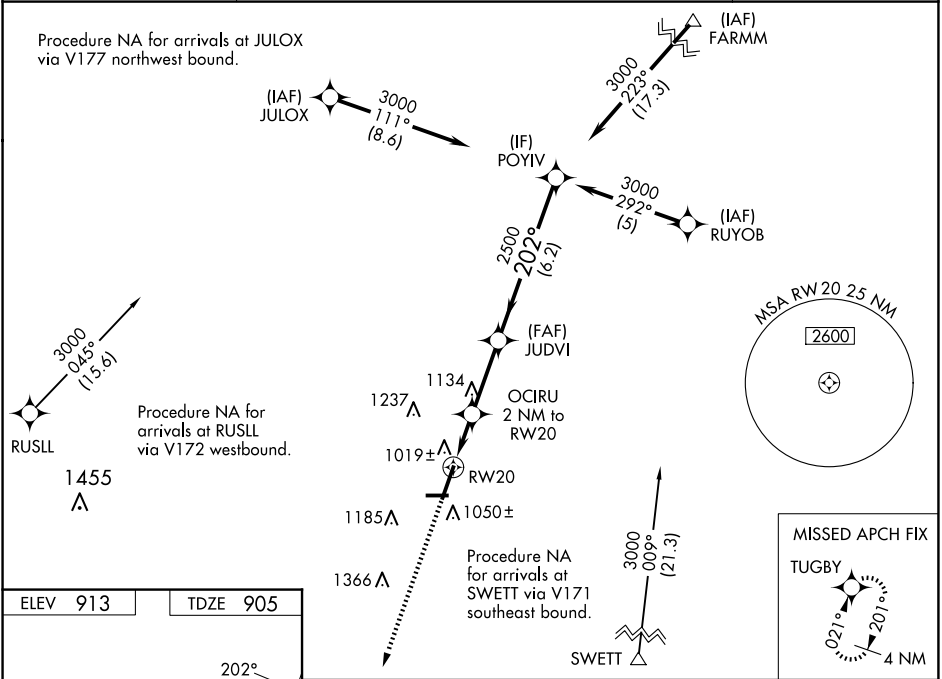 Procedure NA for arrivals at JULOX
via V177 northwest bound.
(IAF)
FARMM
3000
223°
(17.3)
(IAF)
JULOX
3000
111°
(8.6)
(IF)
POYIV
3000
292°
(5)
(IAF)
RUYOB
2500
202°
(6.2)
MSA RW 20 25 NM
2600
(FAF)
JUDVI
3000
045°
(15.6)
RUSLL
1134
1237
OCIRU
2 NM to
RW20
Procedure NA for
arrivals at RUSLL
via V172 westbound.
1019±
RW20
1455
1185
1050±
1366
Procedure NA
for arrivals at
SWETT via V171
southeast bound.
3000
009°
(21.3)
SWETT
MISSED APCH FIX
TUGBY
021°
201°
4 NM
ELEV 913
TDZE 905
202°